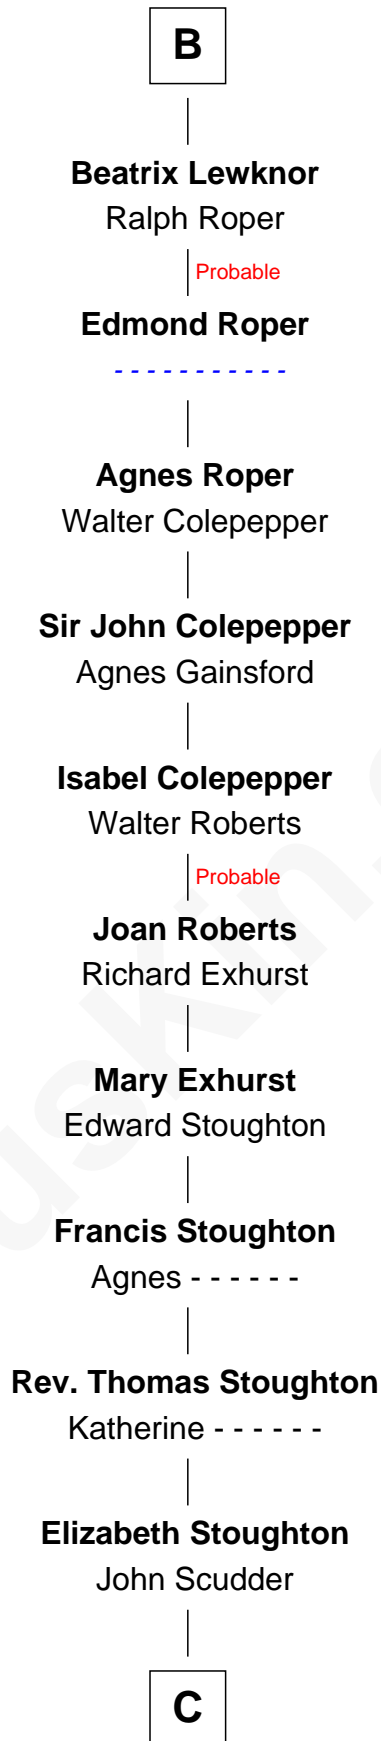 B
Beatrix Lewknor
Ralph Roper
Probable
Edmond Roper
- - - - - - - - - - -
Agnes Roper
Walter Colepepper
Sir John Colepepper
Agnes Gainsford
Isabel Colepepper
Walter Roberts
Probable
Joan Roberts
Richard Exhurst
Mary Exhurst
Edward Stoughton
Francis Stoughton
Agnes - - - - - -
Rev. Thomas Stoughton
Katherine - - - - - -
Elizabeth Stoughton
John Scudder
C